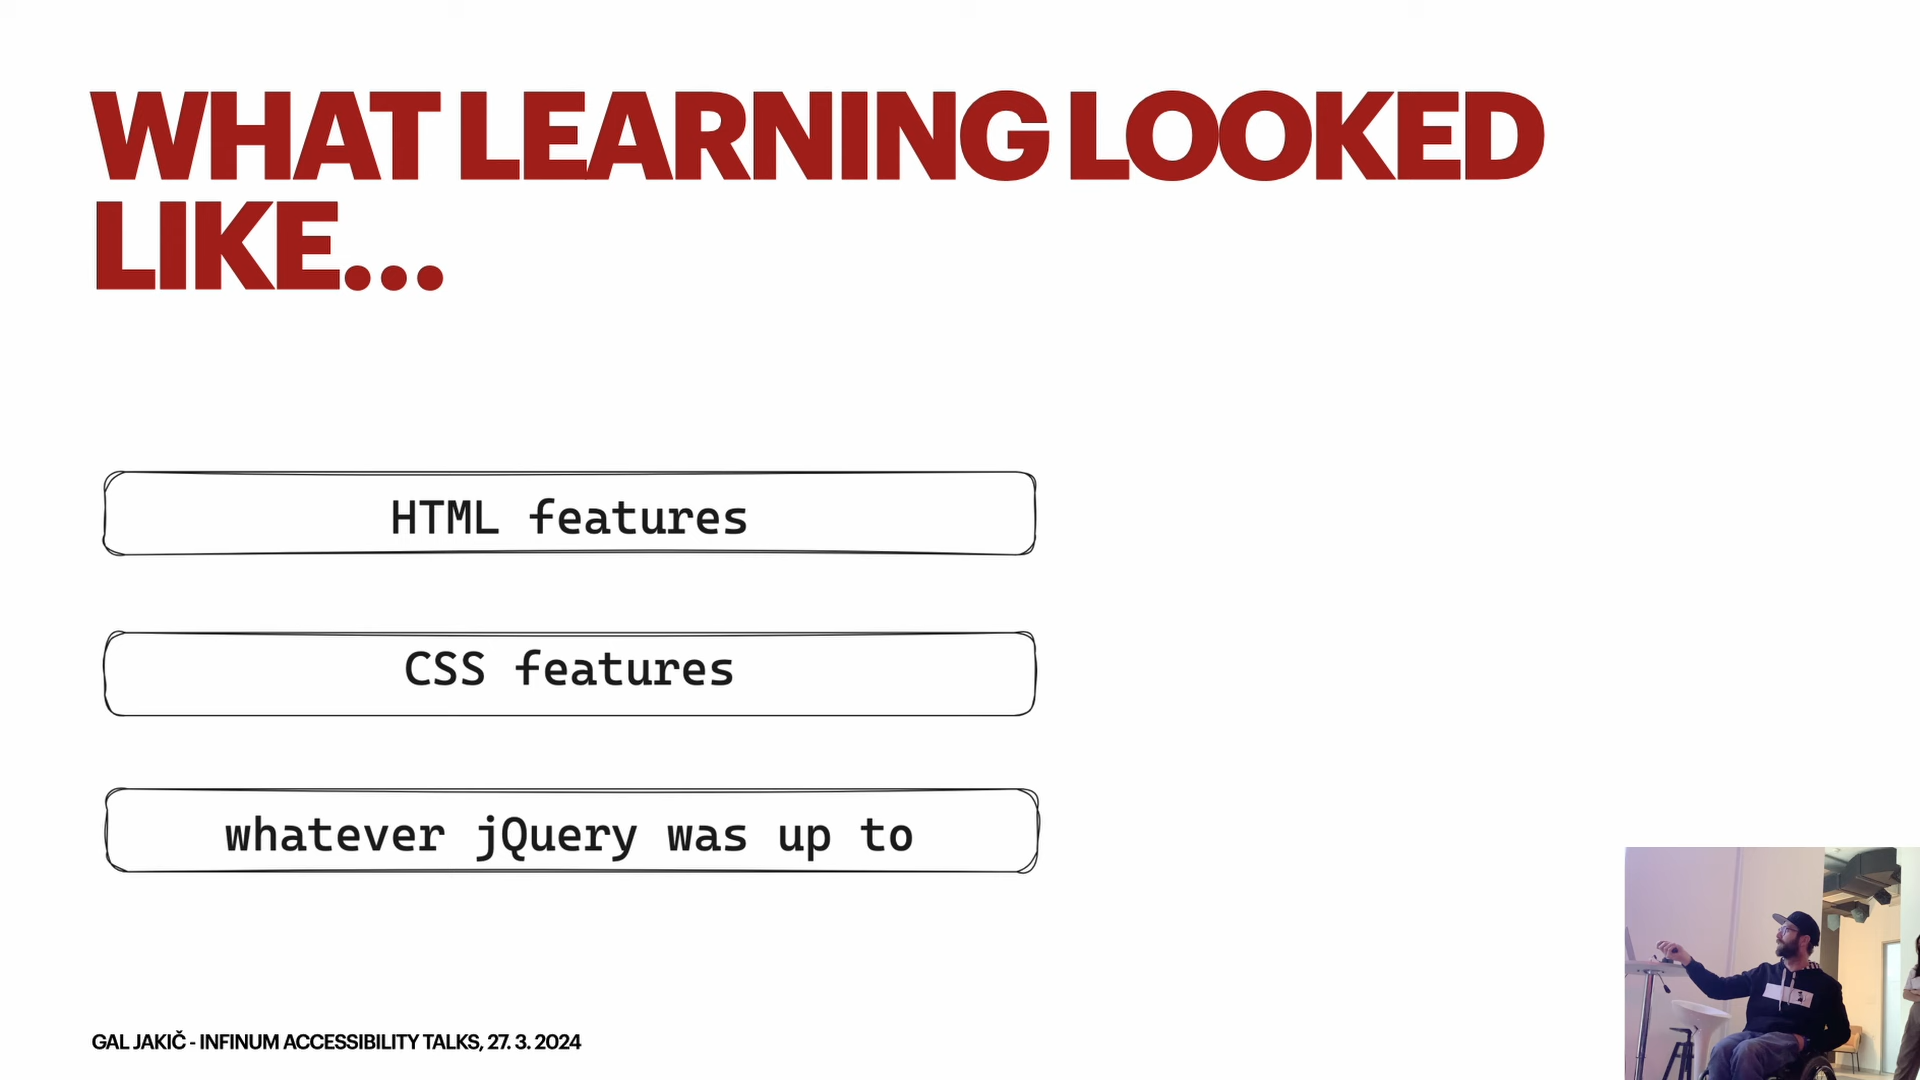 WHAT LEARNING LOOKED
LIKE...
HTML features
CSS features
whatever jQuery was up to
GAL JAKIČ - INFINUM ACCESSIBILITY TALKS, 27. 3. 2024